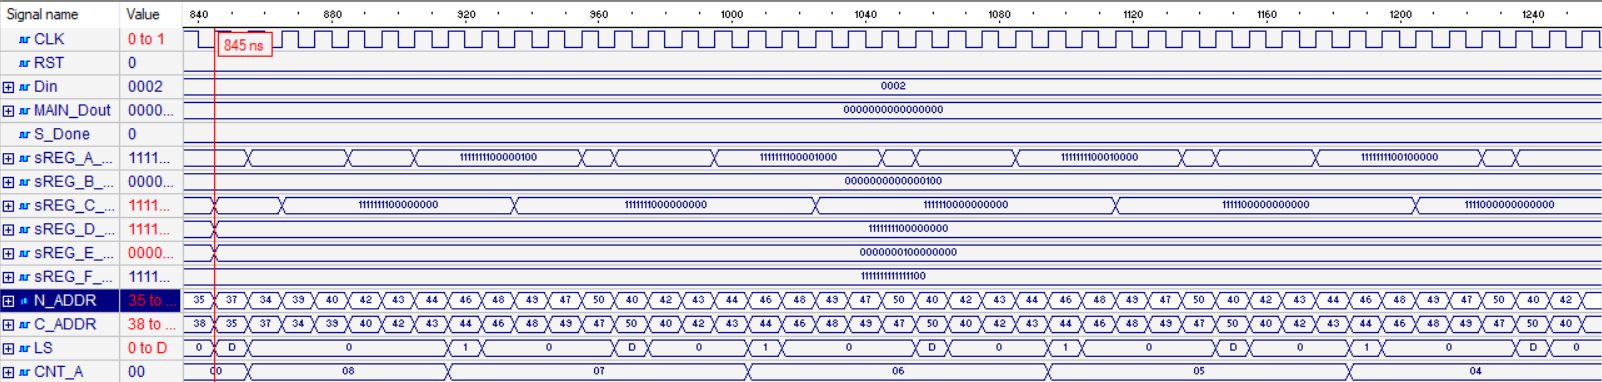 Signal name Value 840 880 920 960 1000 1040 1080 1120 1160 1200 1240
CLK 0 to 1 845 ns
RST 0
Din 0002 0002
MAIN_Dout 0000... 0000000000000000
S_Done 0
sREG_A_... 1111... 1111111100000100 1111111100001000 1111111100010000 1111111100100000
sREG_B_... 0000... 0000000000000100
sREG_C_... 1111... 1111111100000000 1111111000000000 1111110000000000 1111100000000000 1111000000000000
sREG_D_... 1111... 1111111100000000
sREG_E_... 0000... 0000000100000000
sREG_F_... 1111... 1111111111111100
N_ADDR 35 to ... 35 37 34 39 40 42 43 44 46 48 49 47 50 40 42 43 44 46 48 49 47 50 40 42 43 44 46 48 49 47 50 40 42 43 44 46 48 49 47 50 40 42
C_ADDR 38 to ... 38 35 37 34 39 40 42 43 44 46 48 49 47 50 40 42 43 44 46 48 49 47 50 40 42 43 44 46 48 49 47 50 40 42 43 44 46 48 49 47 50 40
LS 0 to D 0 D 0 1 0 D 0 1 0 D 0 1 0 D 0 1 0 D 0
CNT_A 00 00 08 07 06 05 04